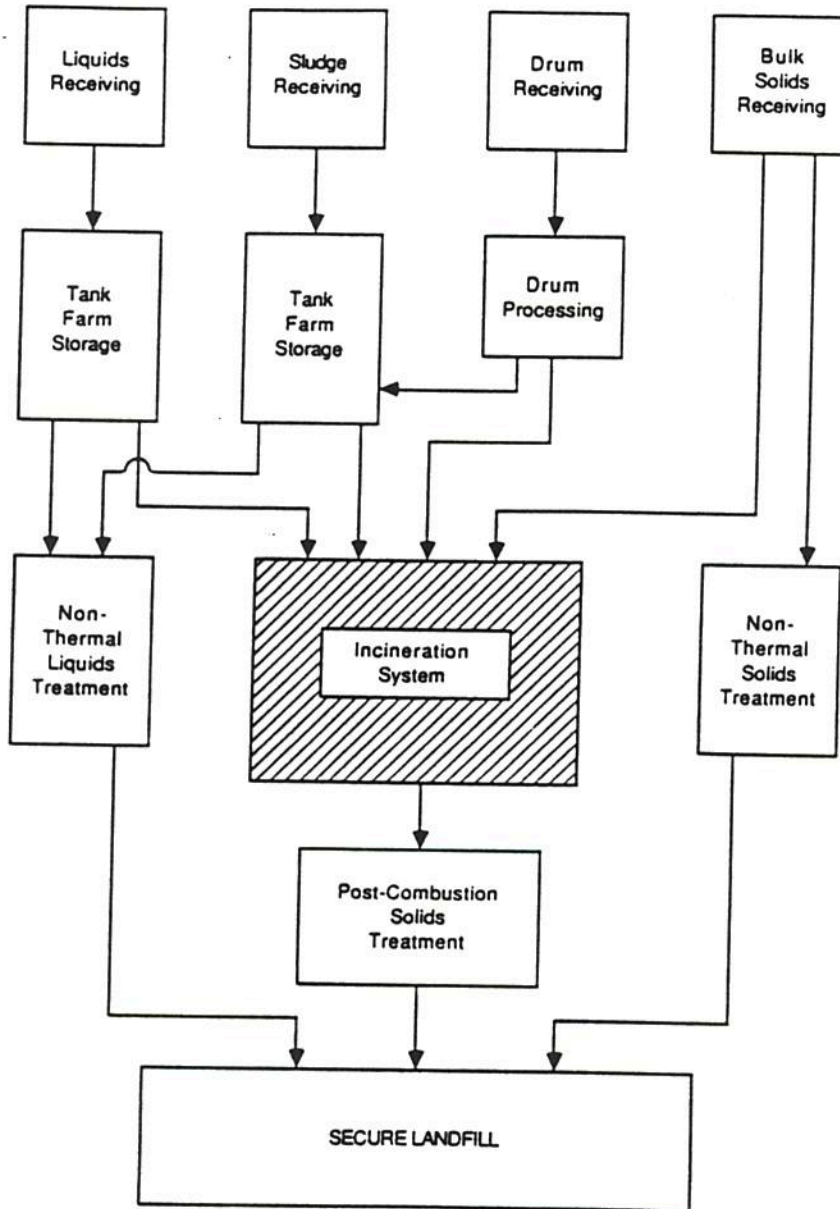 Liquids
Receiving
Sludge
Receiving
Drum
Receiving
Bulk
Solids
Receiving
Tank
Farm
Storage
Tank
Farm
Storage
Drum
Processing
Non-
Thermal
Liquids
Treatment
Incineration
System
Non-
Thermal
Solids
Treatment
Post-Combustion
Solids
Treatment
SECURE LANDFILL